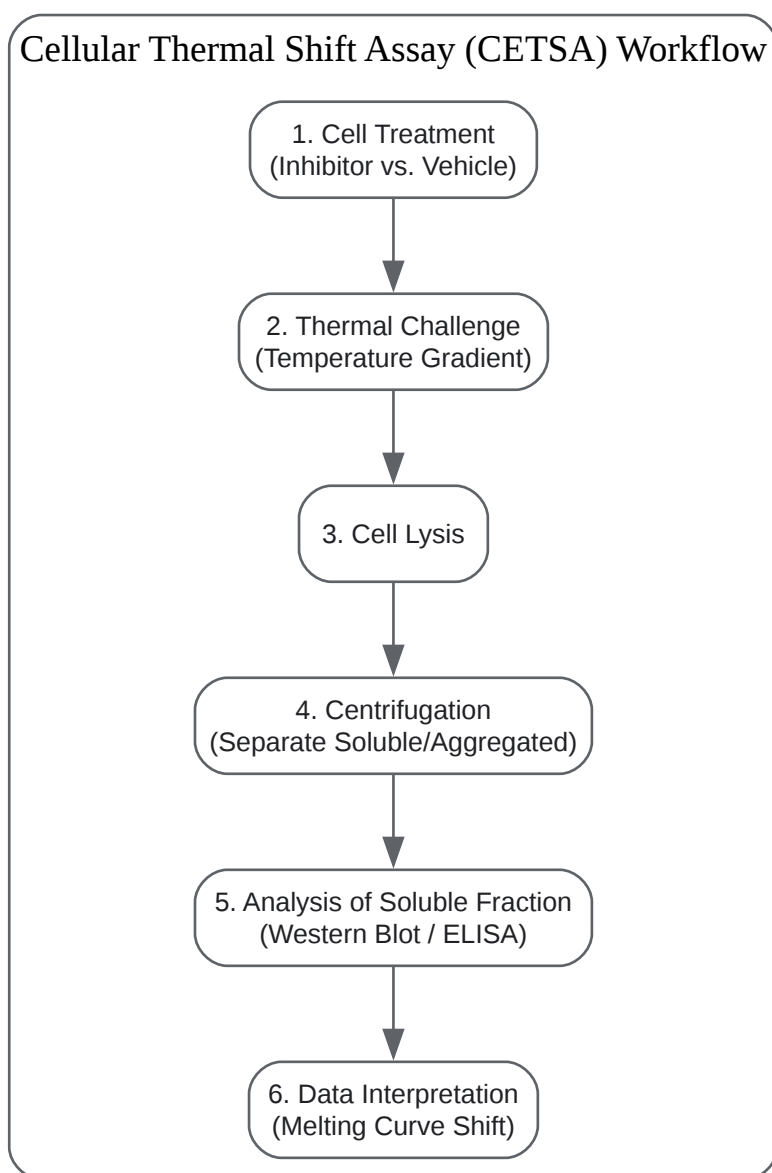 Cellular Thermal Shift Assay (CETSA) Workflow
1. Cell Treatment
(Inhibitor vs. Vehicle)
2. Thermal Challenge
(Temperature Gradient)
3. Cell Lysis
4. Centrifugation
(Separate Soluble/Aggregated)
5. Analysis of Soluble Fraction
(Western Blot / ELISA)
6. Data Interpretation
(Melting Curve Shift)